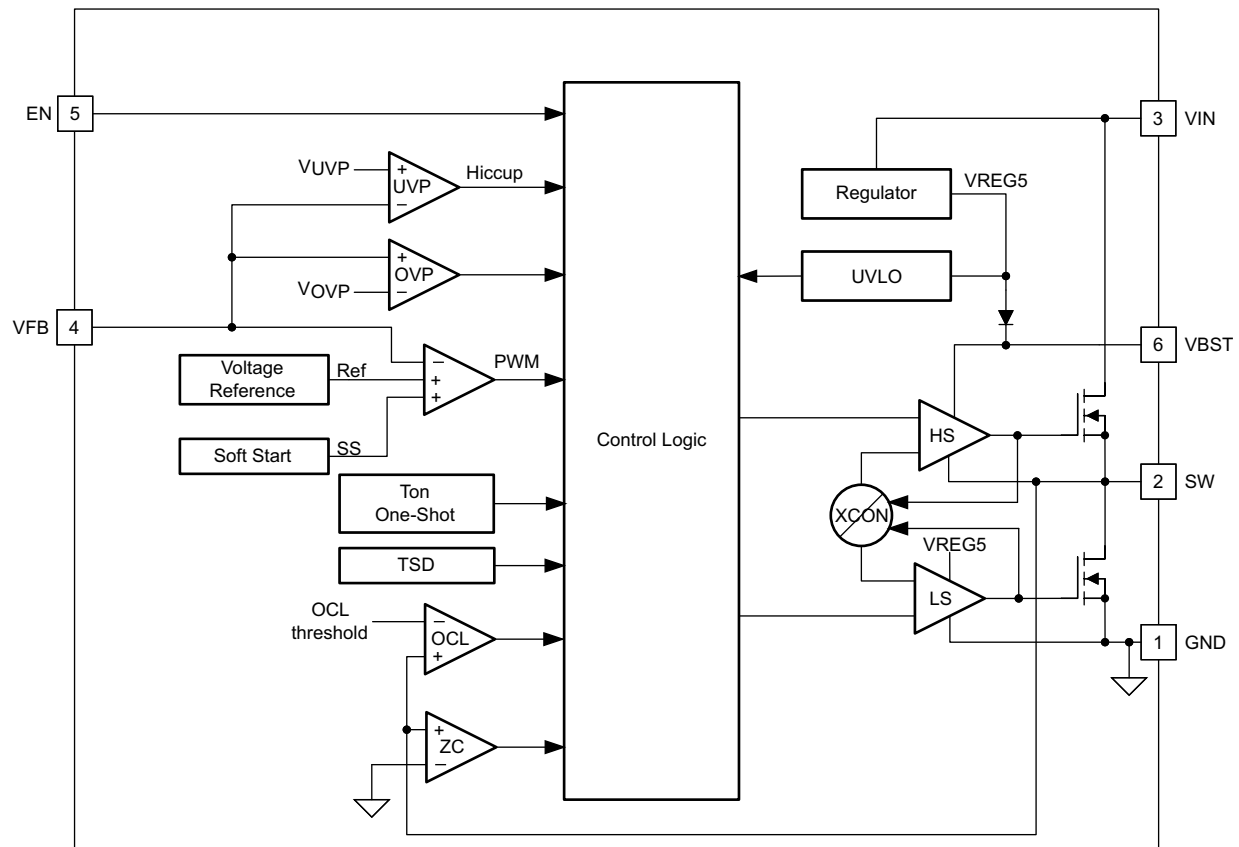 EN
5
3
VIN
VUVP
+
UVP
−
Hiccup
VREG5
Regulator
+
OVP
−
VOVP
UVLO
VFB
4
6
VBST
Voltage
Reference
Ref
−
+
+
PWM
Control Logic
HS
Soft Start
SS
2
SW
Ton
One-Shot
XCON
TSD
VREG5
LS
OCL
threshold
−
OCL
+
1
GND
+
ZC
−